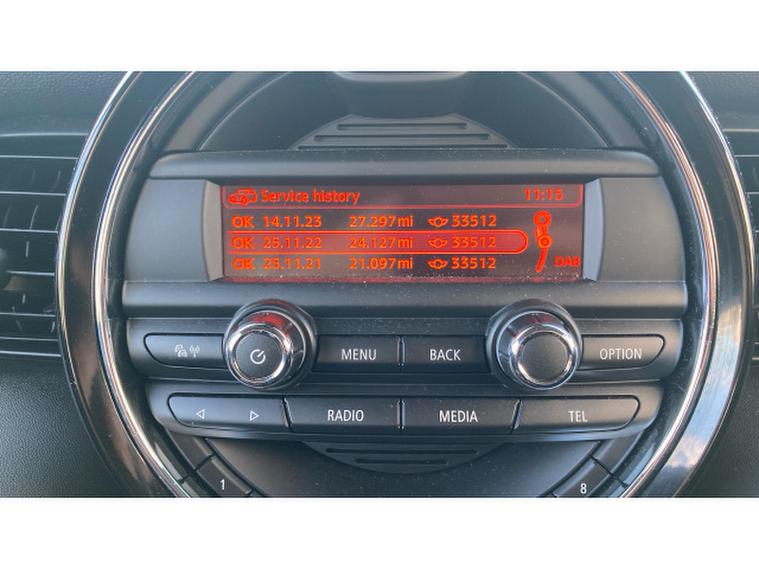 Service history 11:15
OK 14.11.23 27.297mi 33512
OK 25.11.22 24.127mi 33512
OK 25.11.21 21.097mi 33512
DAB
MENU BACK OPTION
RADIO MEDIA TEL
1 8